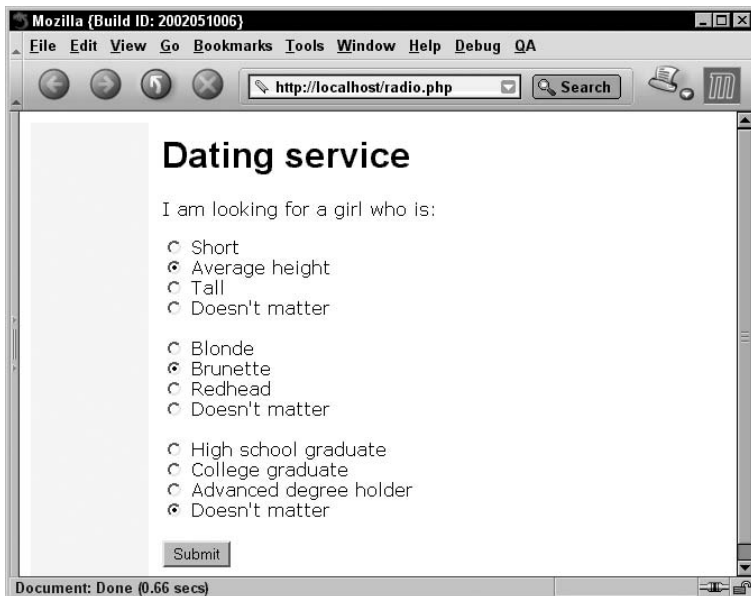 Mozilla {Build ID: 2002051006}
File Edit View Go Bookmarks Tools Window Help Debug QA
http://localhost/radio.php Search
Dating service
I am looking for a girl who is:
Short
Average height
Tall
Doesn't matter
Blonde
Brunette
Redhead
Doesn't matter
High school graduate
College graduate
Advanced degree holder
Doesn't matter
Submit
Document: Done (0.66 secs)